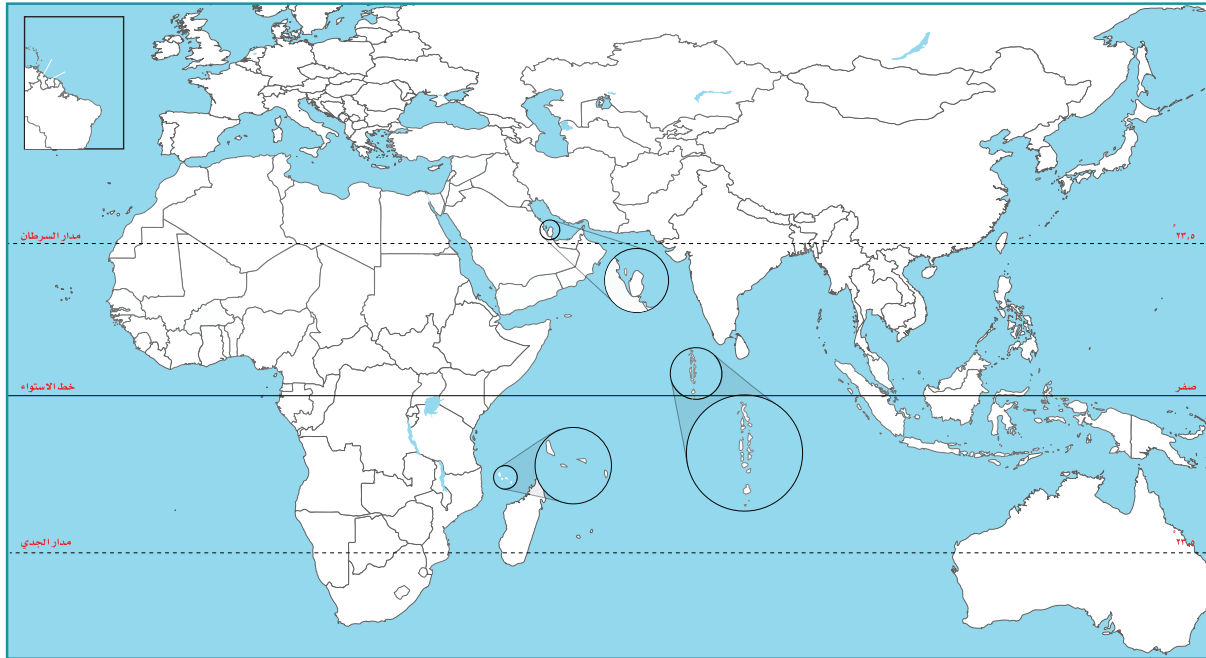 مدار السرطان
°٢٣,٥
خط الاستواء
صفر
مدار الجدي
°٢٣,٥